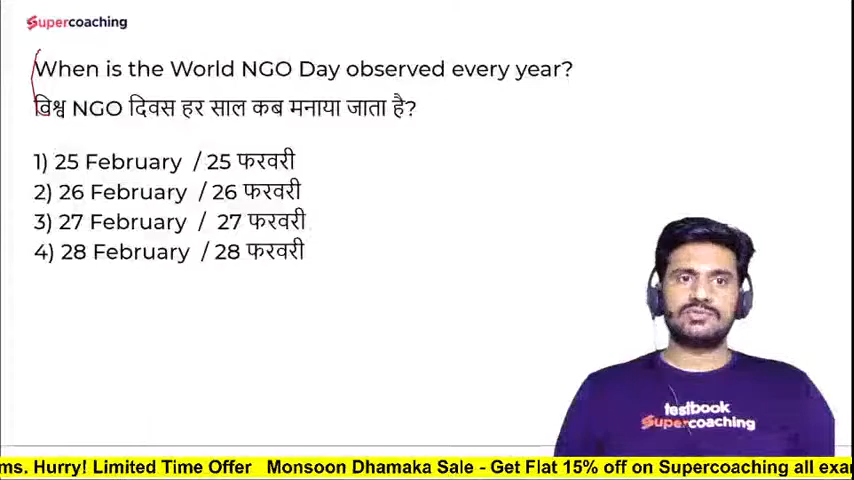 Supercoaching
When is the World NGO Day observed every year?
विश्व NGO दिवस हर साल कब मनाया जाता है?
1) 25 February / 25 फरवरी
2) 26 February / 26 फरवरी
3) 27 February / 27 फरवरी
4) 28 February / 28 फरवरी
testbook
Supercoaching
ms. Hurry! Limited Time Offer Monsoon Dhamaka Sale - Get Flat 15% off on Supercoaching all exa